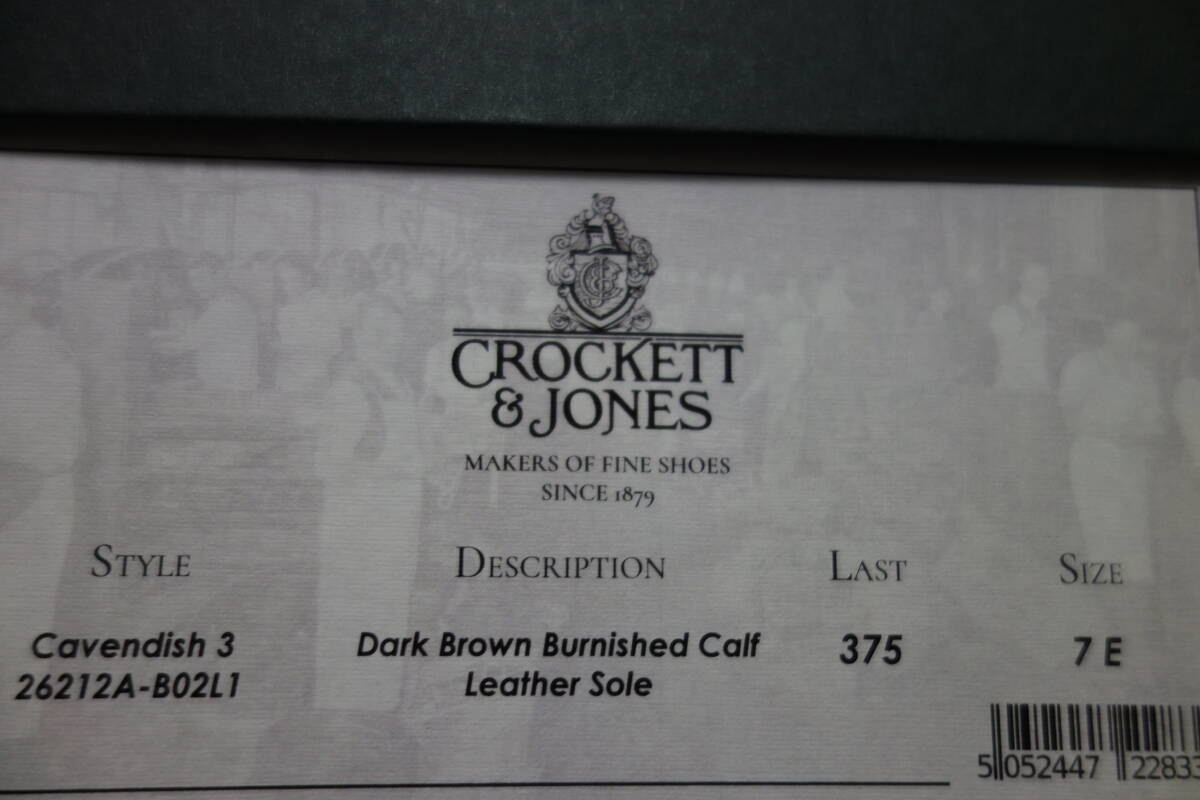 CROCKETT
& JONES
MAKERS OF FINE SHOES
SINCE 1879
STYLE DESCRIPTION LAST SIZE
Cavendish 3 Dark Brown Burnished Calf 375 7 E
26212A-B02L1 Leather Sole
5 052447 22833